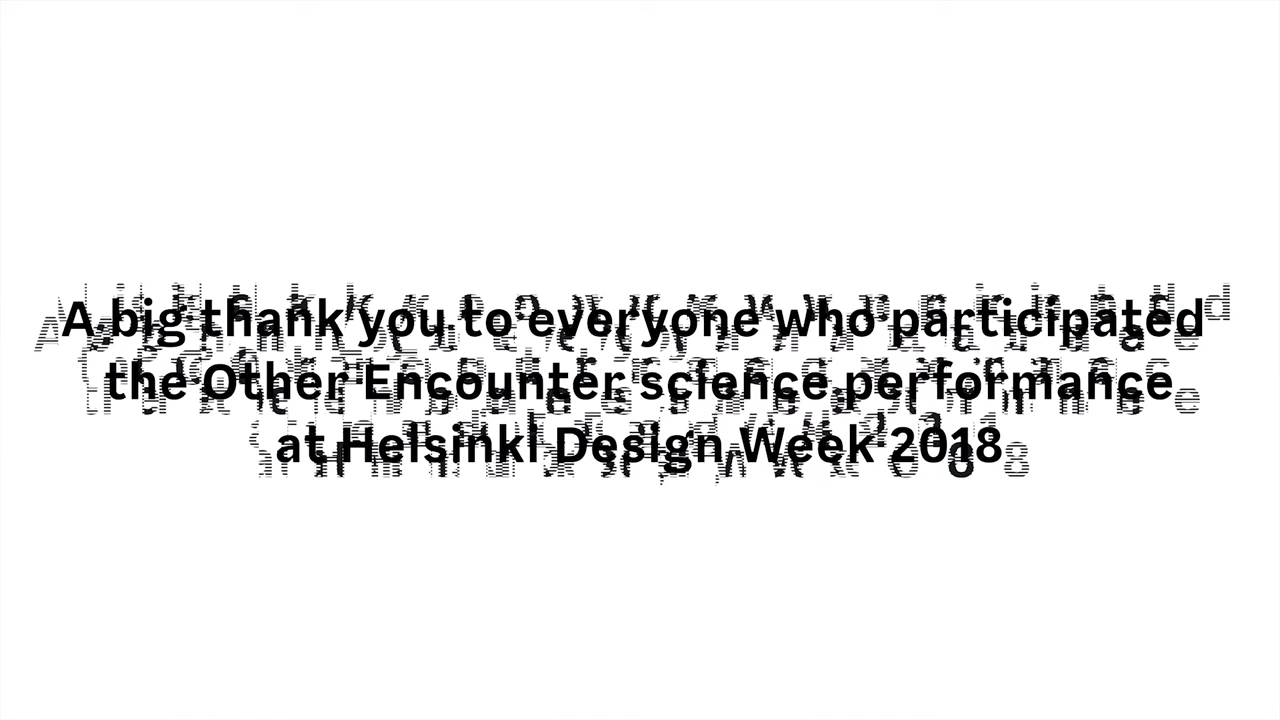 A big thank you to everyone who participated
the Other Encounter science performance
at Helsinki Design Week 2018